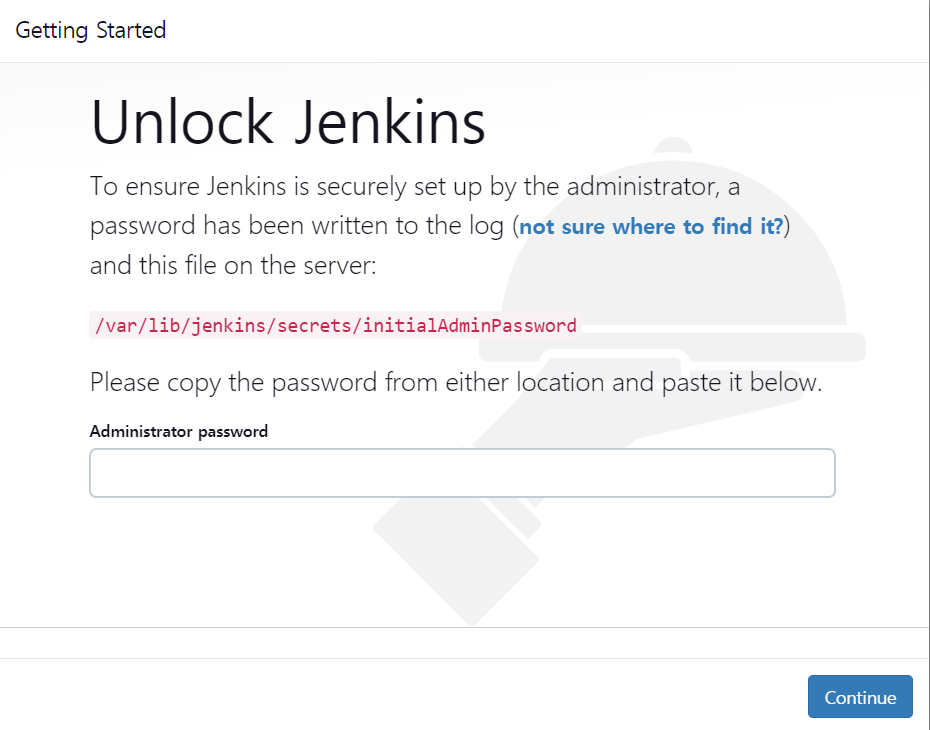 Getting Started
Unlock Jenkins
To ensure Jenkins is securely set up by the administrator, a
password has been written to the log (not sure where to find it?)
and this file on the server:
/var/lib/jenkins/secrets/initialAdminPassword
Please copy the password from either location and paste it below.
Administrator password
Continue